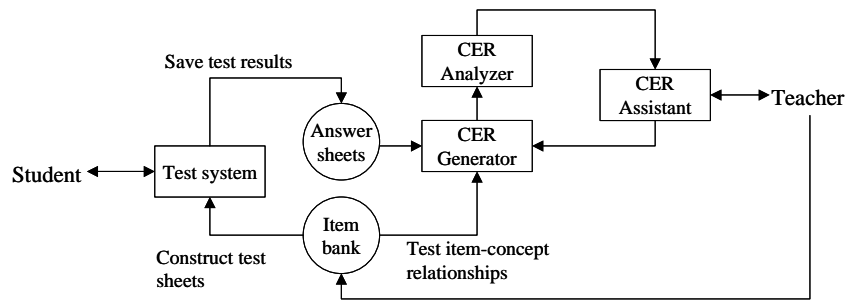 Save test results
CER
Analyzer
CER
Assistant
Teacher
Answer
sheets
CER
Generator
Student
Test system
Item
bank
Construct test
sheets
Test item-concept
relationships